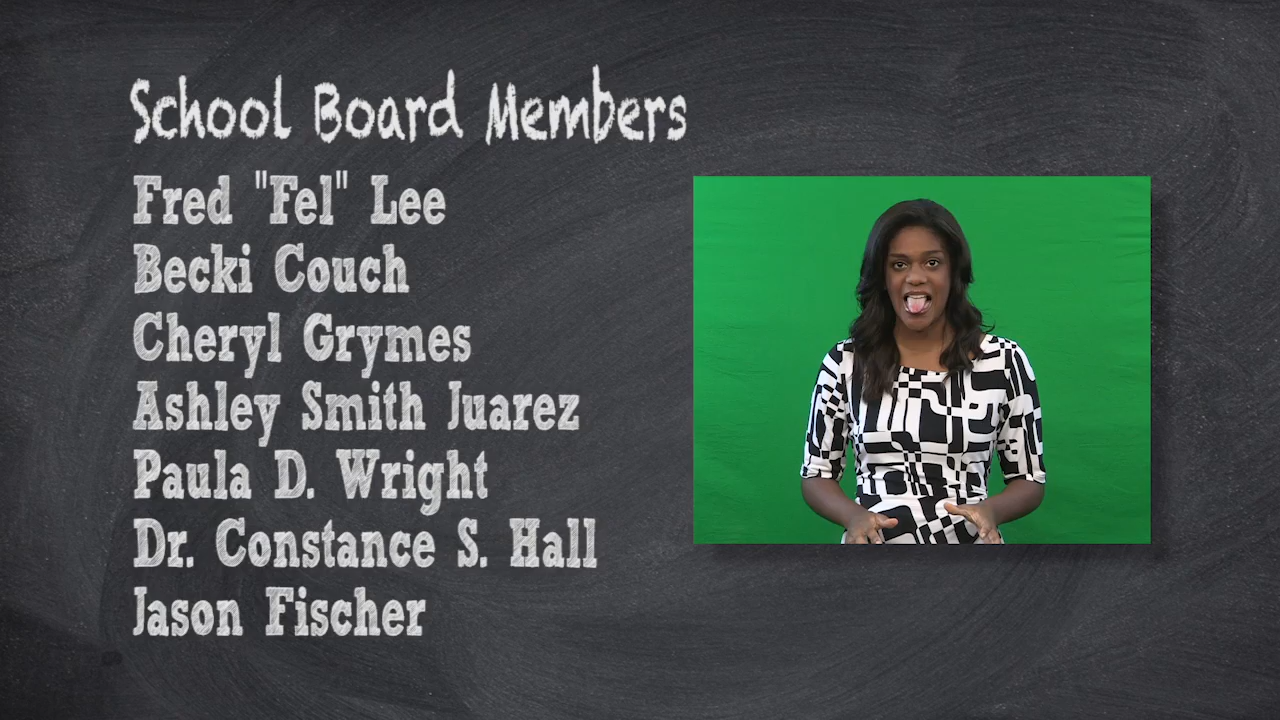 School Board Members
Fred "Fel" Lee
Becki Couch
Cheryl Grymes
Ashley Smith Juarez
Paula D. Wright
Dr. Constance S. Hall
Jason Fischer